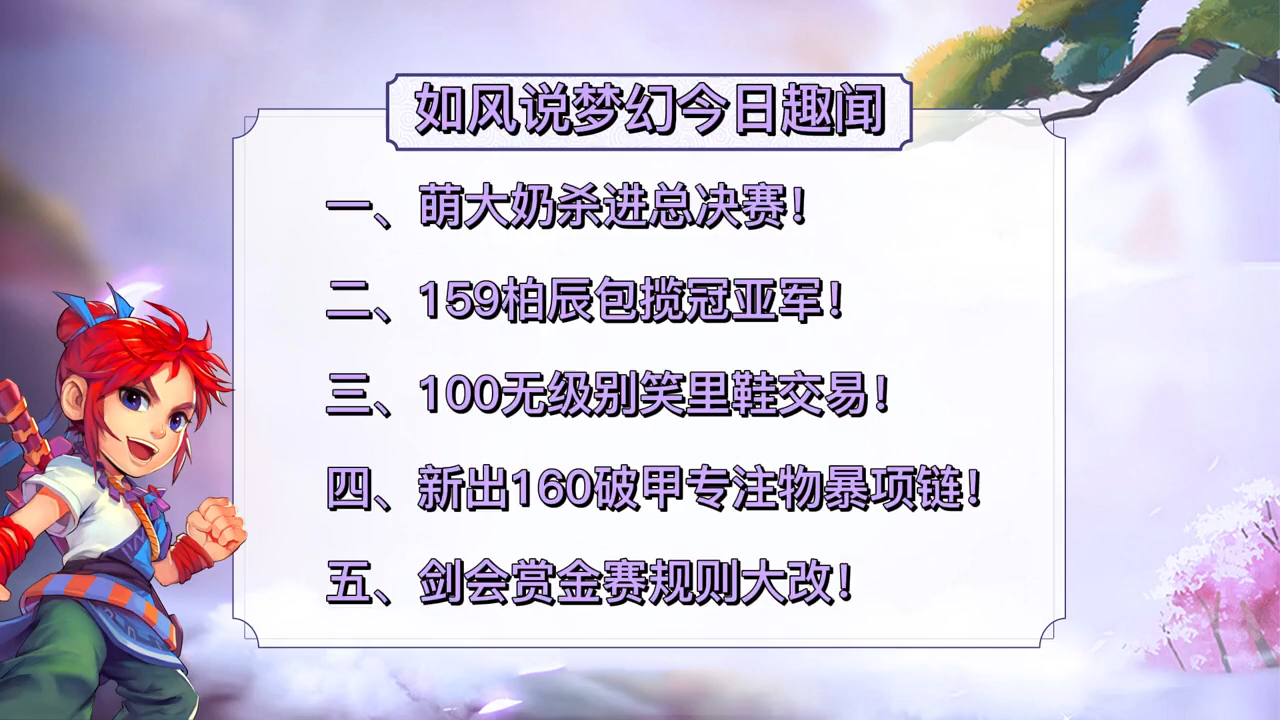 如风说梦幻今日趣闻
一、萌大奶杀进总决赛！
二、159柏辰包揽冠亚军！
三、100无级别笑里鞋交易！
四、新出160破甲专注物暴项链！
五、剑会赏金赛规则大改！